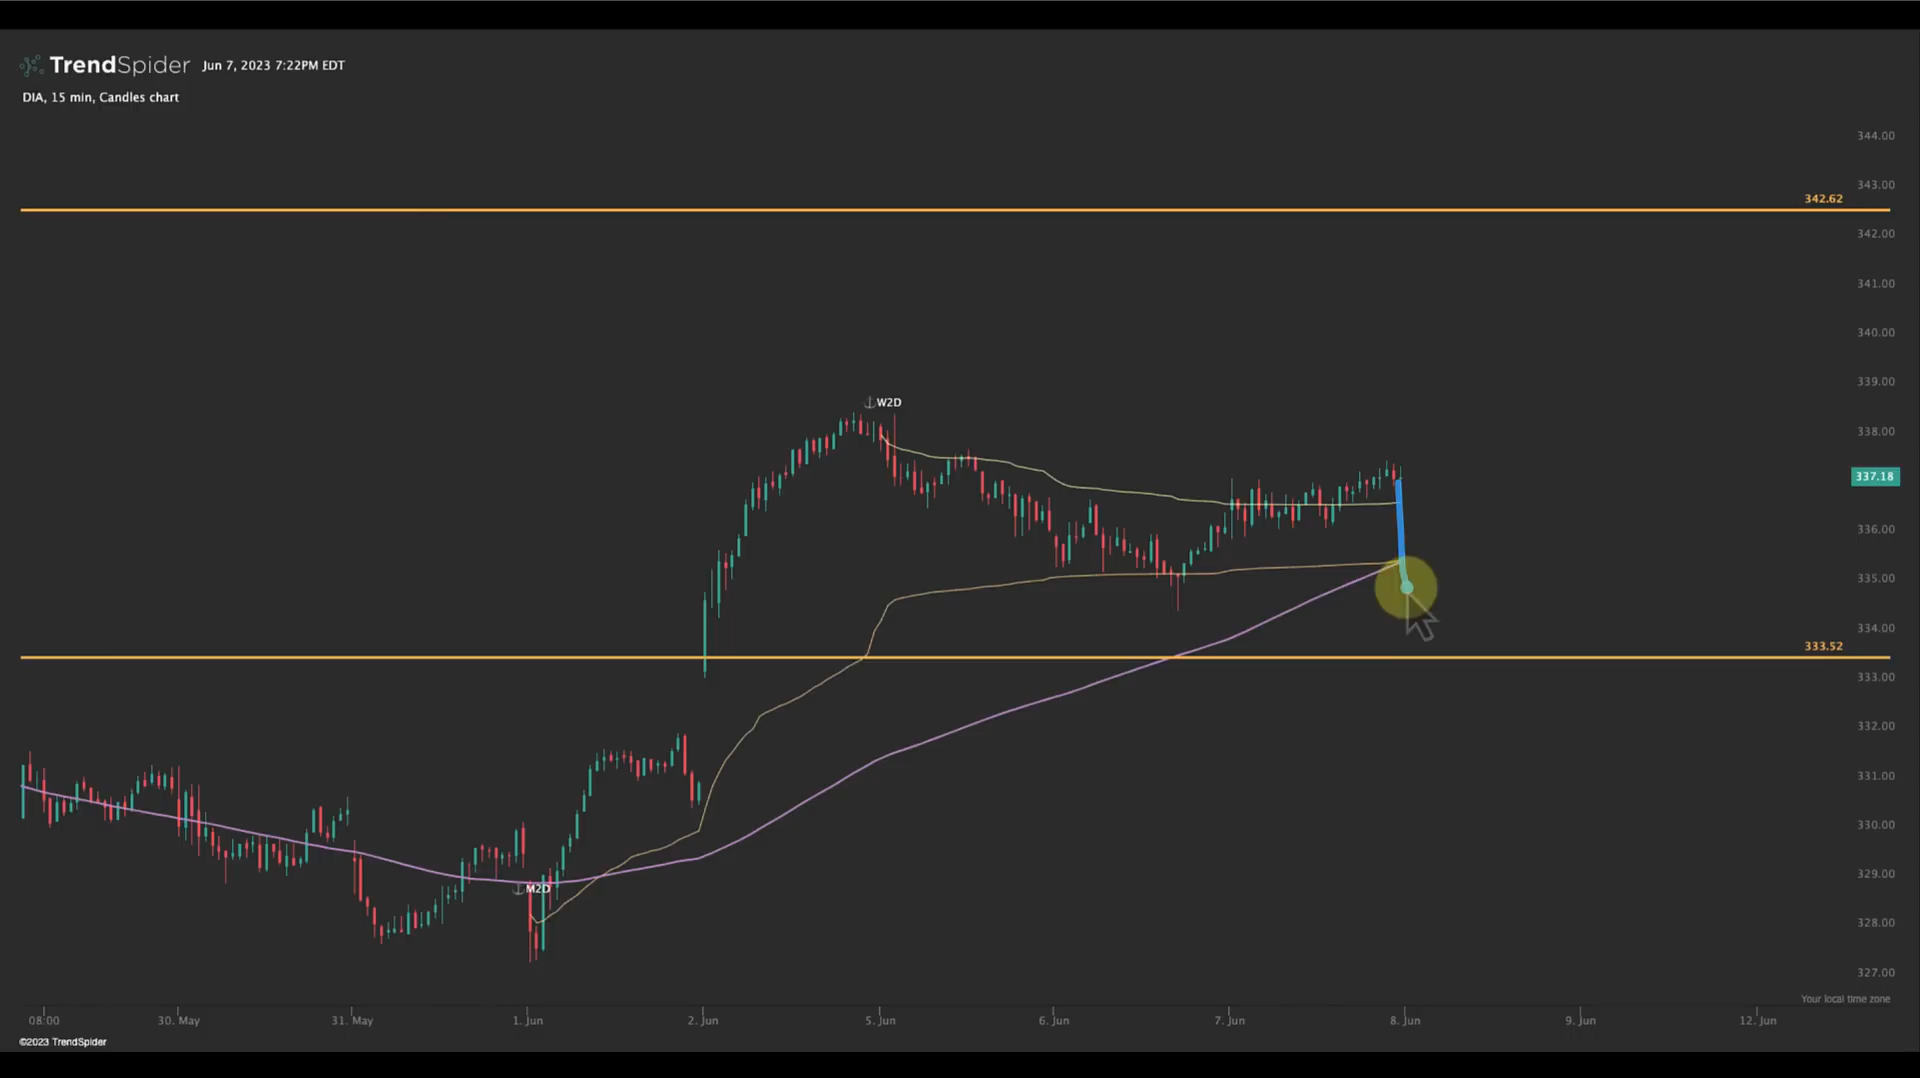 TrendSpider Jun 7, 2023 7:22PM EDT
DIA, 15 min, Candles chart
344.00
343.00
342.62
342.00
341.00
340.00
339.00
W2D
338.00
337.18
336.00
335.00
334.00
333.52
333.00
332.00
331.00
330.00
329.00
M2D
328.00
327.00
Your local time zone
08:00 30. May 31. May 1. Jun 2. Jun 5. Jun 6. Jun 7. Jun 8. Jun 9. Jun 12. Jun
©2023 TrendSpider